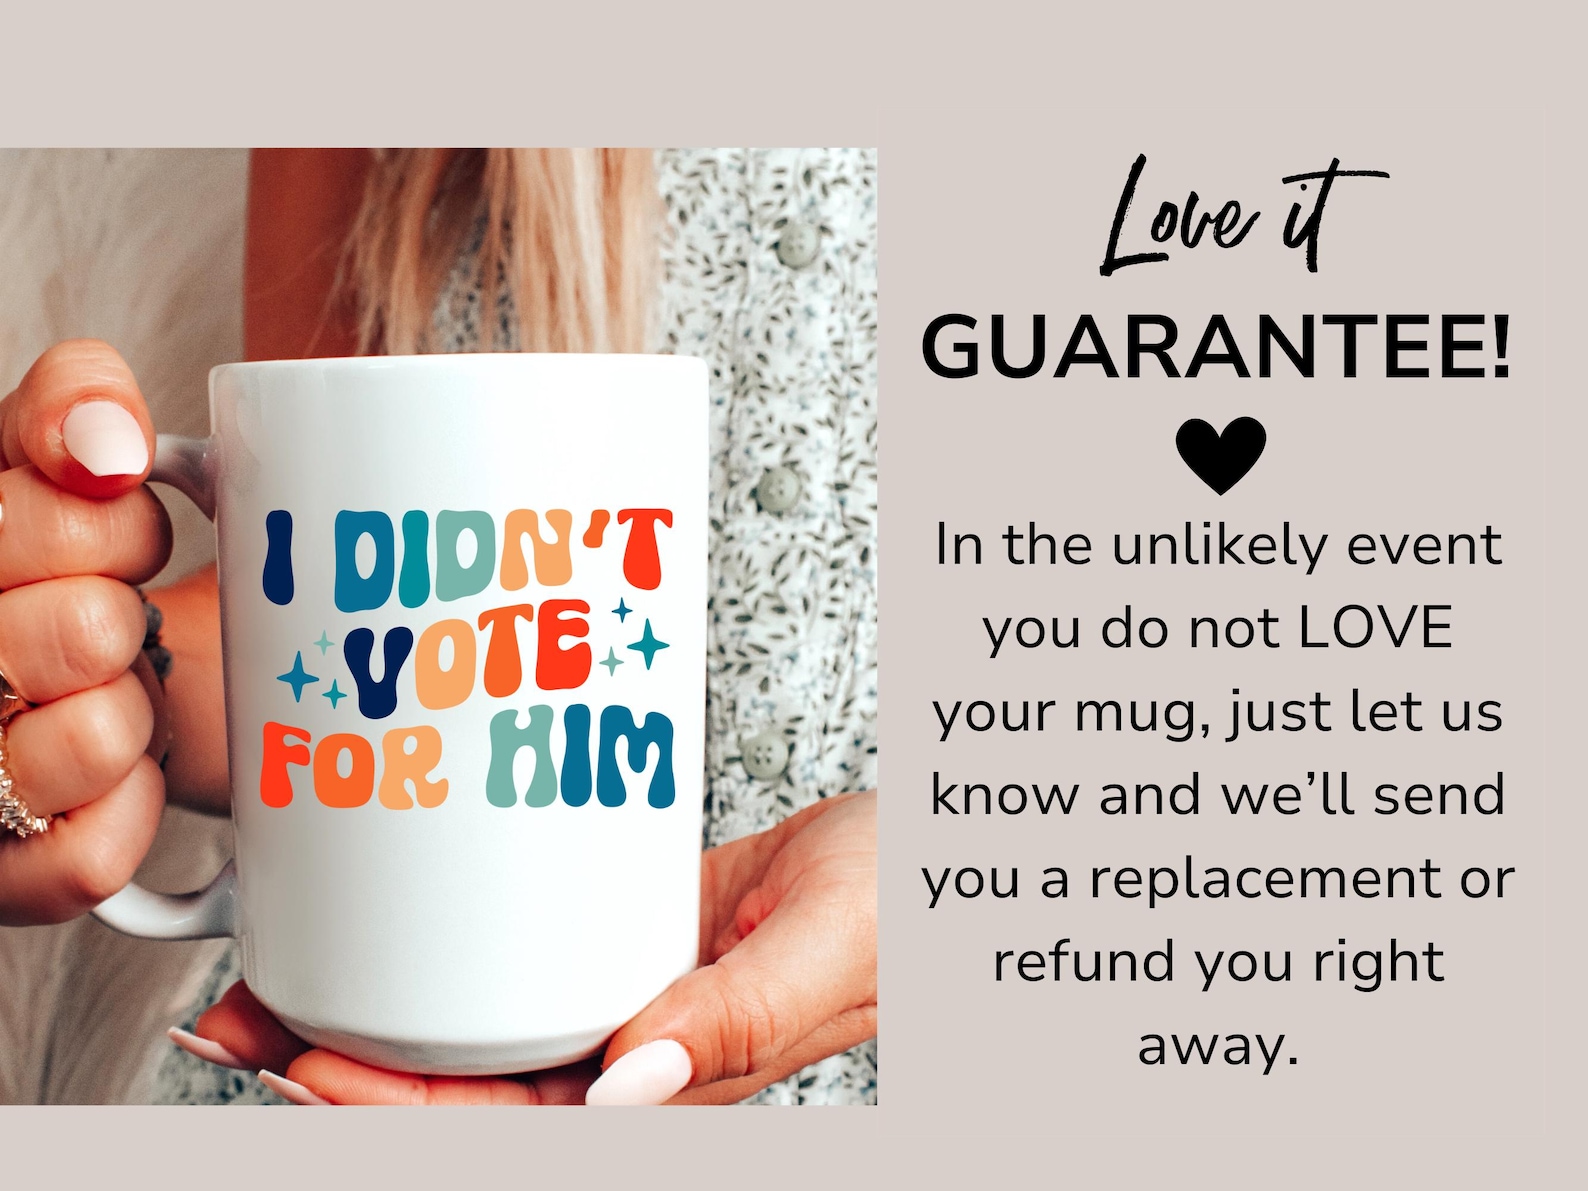 I DIDN'T
VOTE
FOR HIM
Love it
GUARANTEE!
In the unlikely event
you do not LOVE
your mug, just let us
know and we’ll send
you a replacement or
refund you right
away.